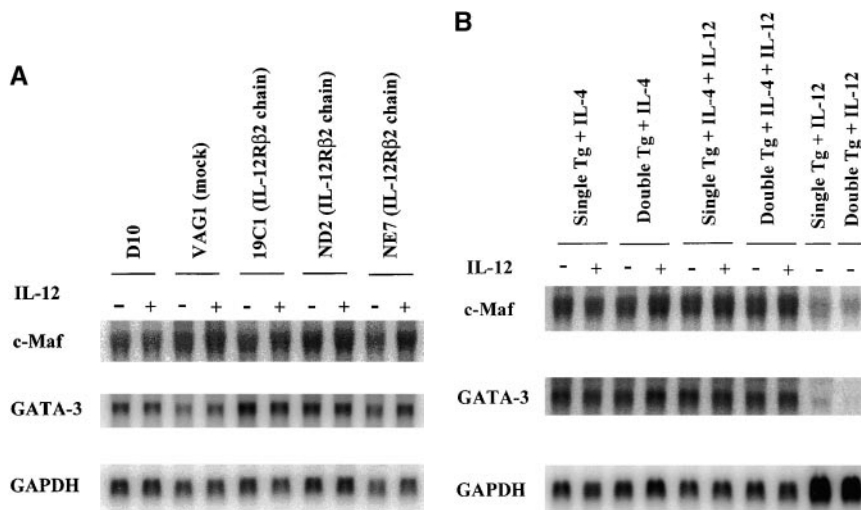 A
D10
VAG1 (mock)
19C1 (IL-12Rβ2 chain)
ND2 (IL-12Rβ2 chain)
NE7 (IL-12Rβ2 chain)
IL-12 - + - + - + - + - +
c-Maf
GATA-3
GAPDH
B
Single Tg + IL-4
Double Tg + IL-4
Single Tg + IL-4 + IL-12
Double Tg + IL-4 + IL-12
Single Tg + IL-12
Double Tg + IL-12
IL-12 - + - + - + - + - -
c-Maf
GATA-3
GAPDH